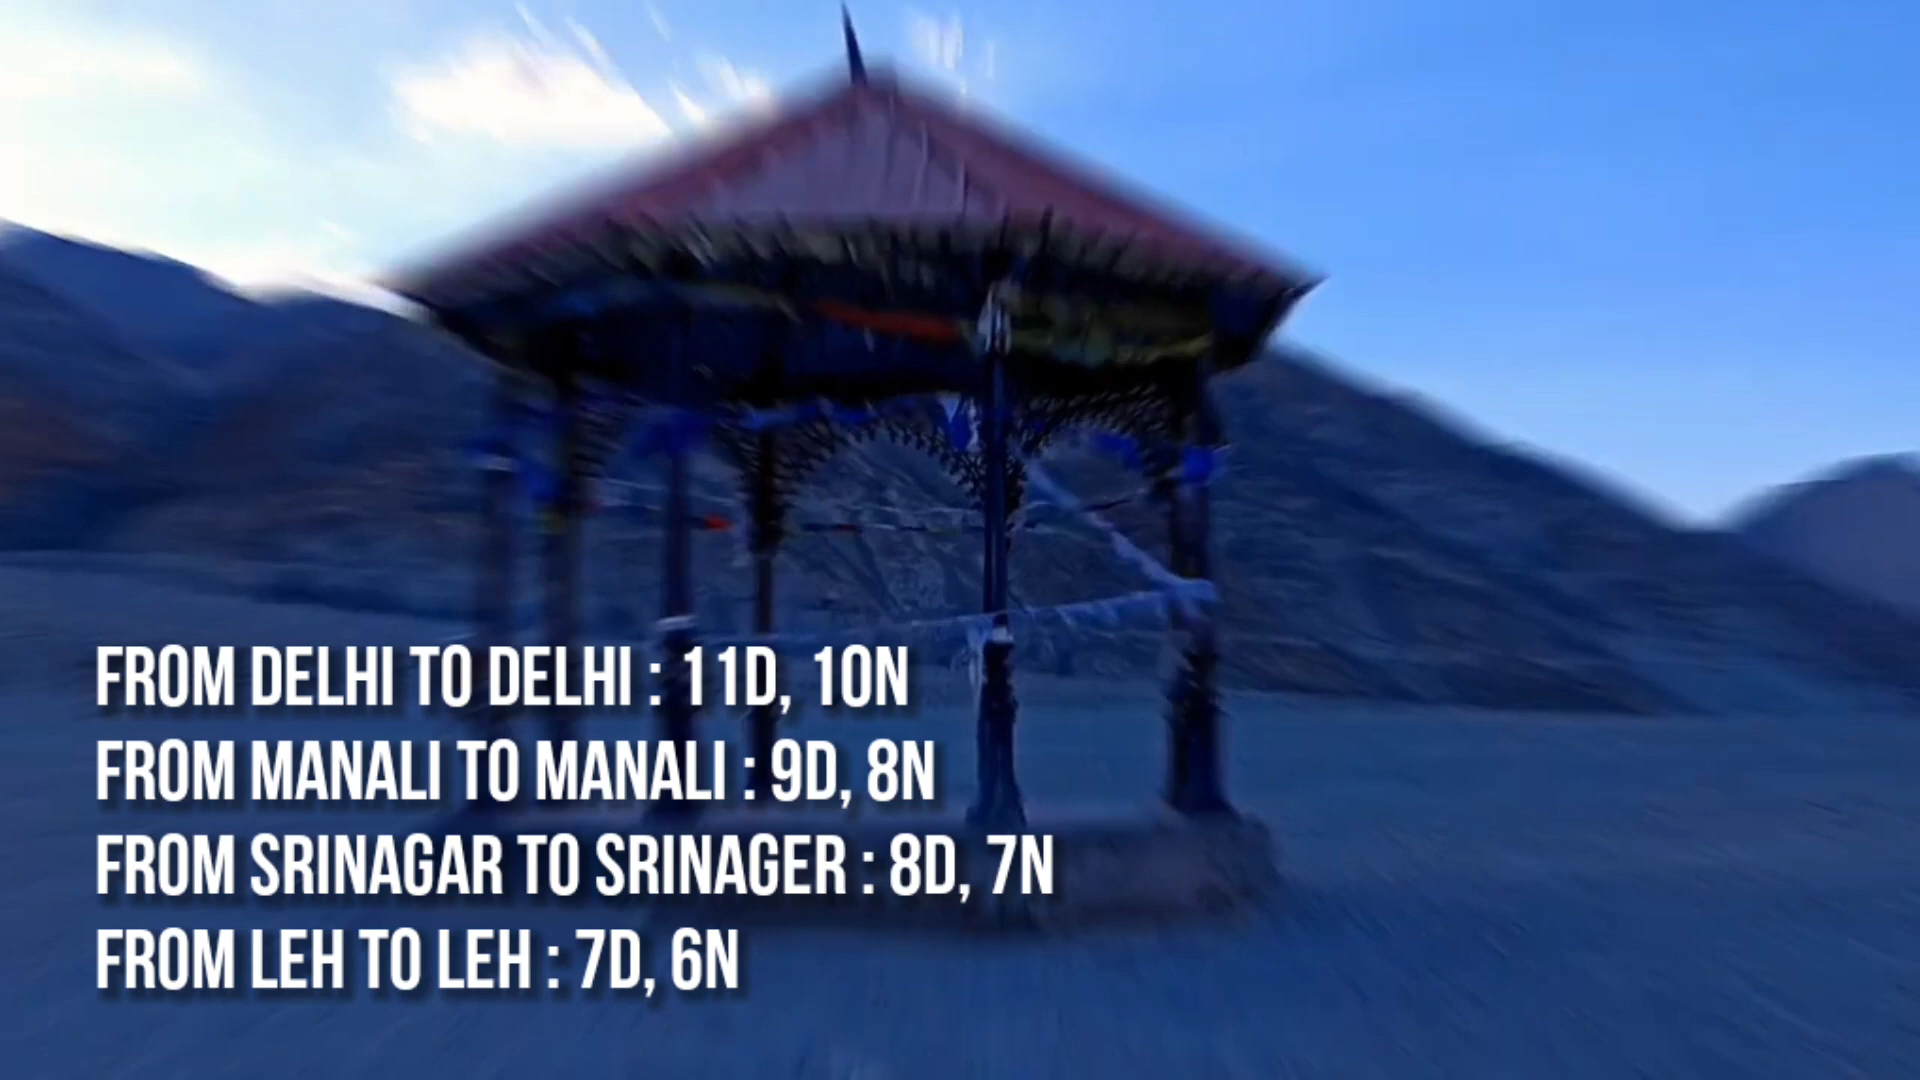 FROM DELHI TO DELHI : 11D, 10N
FROM MANALI TO MANALI : 9D, 8N
FROM SRINAGAR TO SRINAGER : 8D, 7N
FROM LEH TO LEH : 7D, 6N